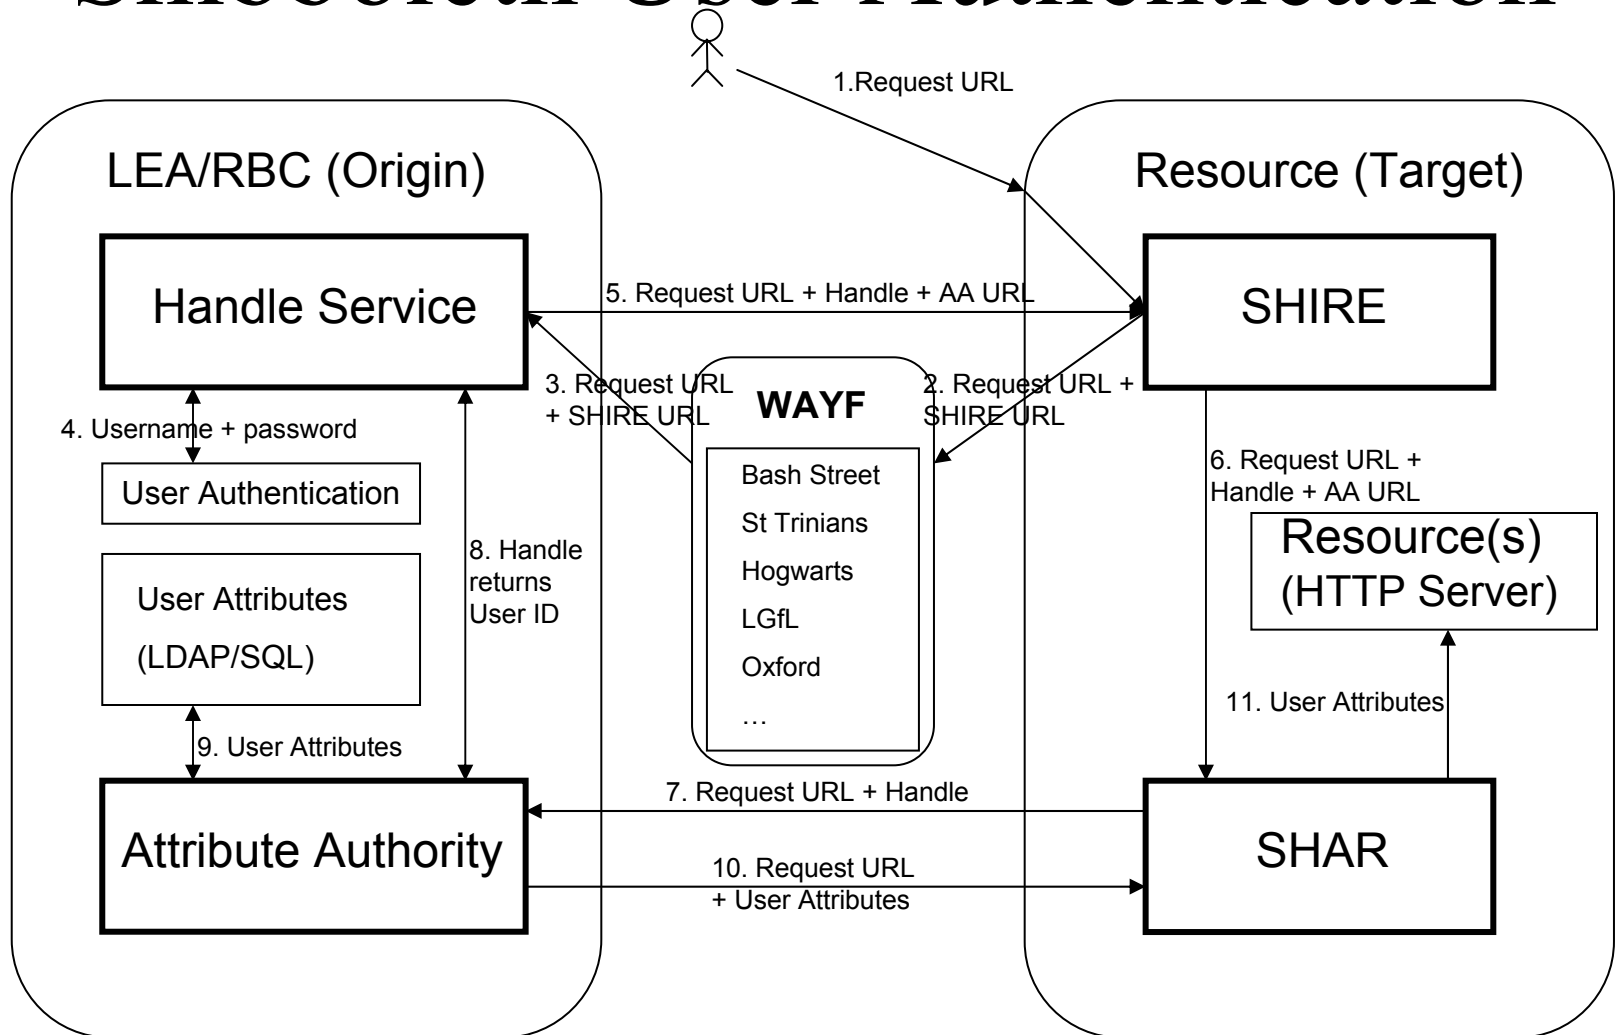 Shibboleth User Authentication
1.Request URL
LEA/RBC (Origin)
Resource (Target)
Handle Service
5. Request URL + Handle + AA URL
SHIRE
3. Request URL
+ SHIRE URL
WAYF
2. Request URL +
SHIRE URL
4. Username + password
User Authentication
Bash Street
St Trinians
Hogwarts
LGfL
Oxford
…
6. Request URL +
Handle + AA URL
Resource(s)
(HTTP Server)
8. Handle
returns
User ID
User Attributes
(LDAP/SQL)
11. User Attributes
9. User Attributes
7. Request URL + Handle
Attribute Authority
10. Request URL
+ User Attributes
SHAR